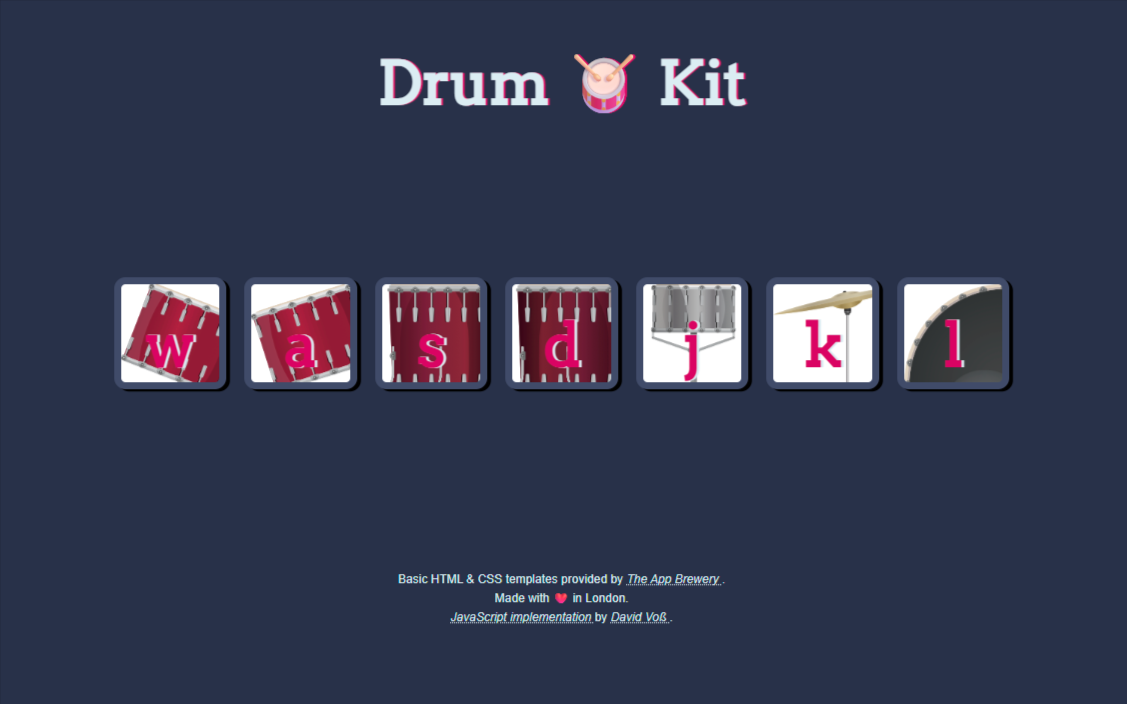 Drum 🥁 Kit
w a s d j k l
Basic HTML & CSS templates provided by The App Brewery .
Made with ❤️ in London.
JavaScript implementation by David Voß .